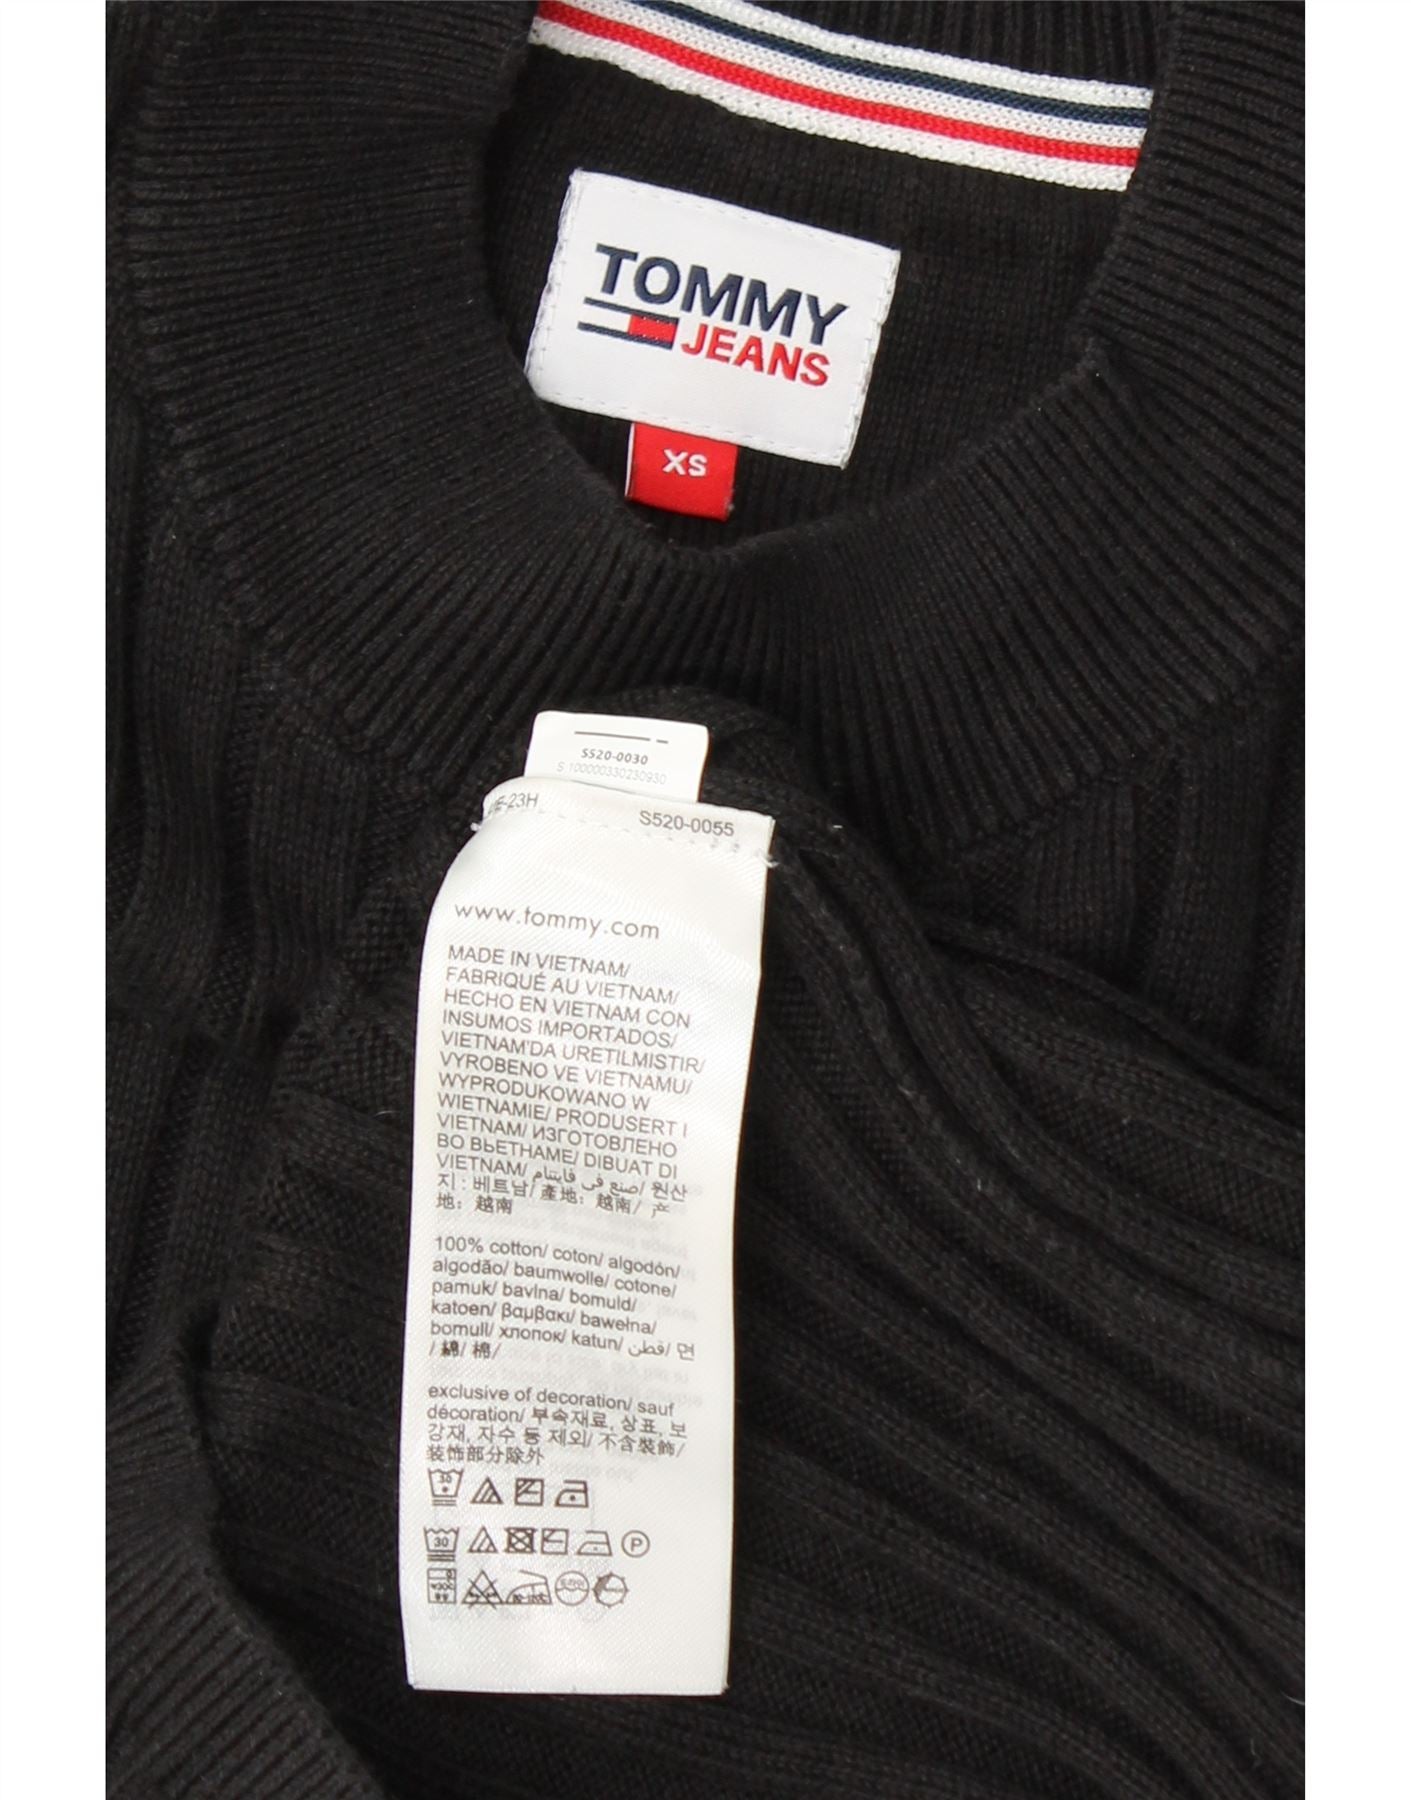 TOMMY
JEANS
XS
S520-0030
S 100000330230930
-23H
S520-0055
www.tommy.com
MADE IN VIETNAM/
FABRIQUÉ AU VIETNAM/
HECHO EN VIETNAM CON
INSUMOS IMPORTADOS/
VIETNAM'DA URETILMISTIR/
VYROBENO VE VIETNAMU/
WYPRODUKOWANO W
WIETNAMIE/ PRODUSERT I
VIETNAM/ ИЗГОТОВЛЕНО
ВО ВЬЕТНАМЕ/ DIBUAT DI
VIETNAM/ صنع في فايتنام/ 원산
지 : 베트남/ 產地: 越南/ 产
地: 越南
100% cotton/ coton/ algodón/
algodão/ baumwolle/ cotone/
pamuk/ bavlna/ bomuld/
katoen/ βαμβακι/ bawełna/
bomull/ хлопок/ katun/ قطن/ 면
/ 綿/ 棉/
exclusive of decoration/ sauf
décoration/ 부속재료, 상표, 보
강재, 자수 등 제외/ 不含裝飾/
装饰部分除外
30
30
P